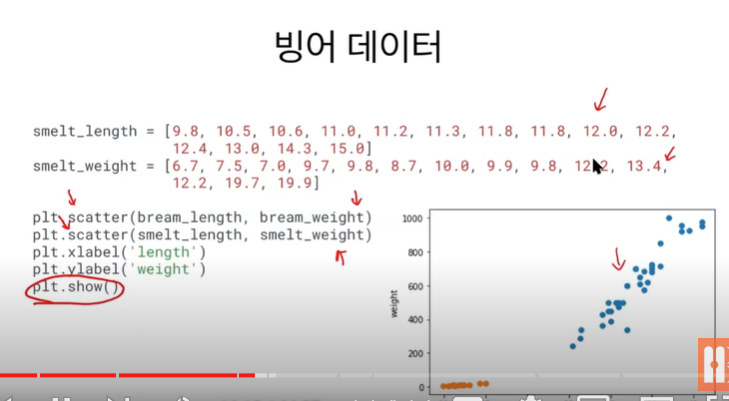 빙어 데이터
smelt_length = [9.8, 10.5, 10.6, 11.0, 11.2, 11.3, 11.8, 11.8, 12.0, 12.2,
12.4, 13.0, 14.3, 15.0]
smelt_weight = [6.7, 7.5, 7.0, 9.7, 9.8, 8.7, 10.0, 9.9, 9.8, 12.2, 13.4,
12.2, 19.7, 19.9]
plt.scatter(bream_length, bream_weight)
plt.scatter(smelt_length, smelt_weight)
plt.xlabel('length')
plt.ylabel('weight')
plt.show()
1000
800
600
400
200
0
weight